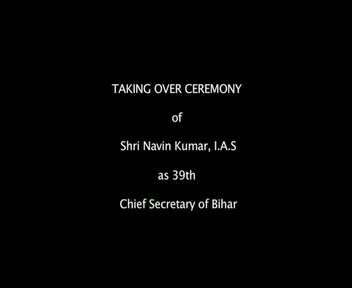 TAKING OVER CEREMONY
of
Shri Navin Kumar, I.A.S
as 39th
Chief Secretary of Bihar